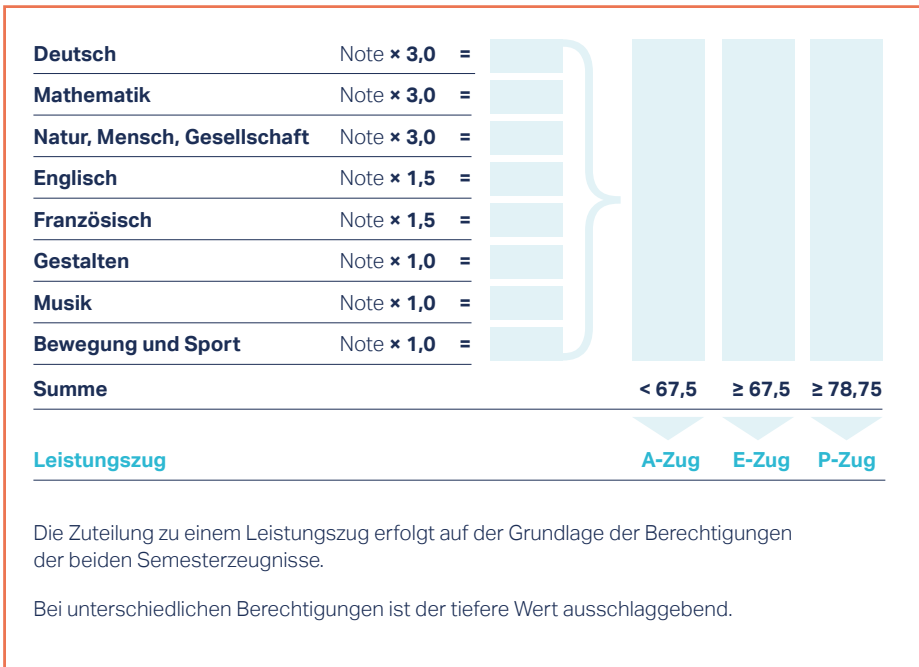 Deutsch Note × 3,0 =
Mathematik Note × 3,0 =
Natur, Mensch, Gesellschaft Note × 3,0 =
Englisch Note × 1,5 =
Französisch Note × 1,5 =
Gestalten Note × 1,0 =
Musik Note × 1,0 =
Bewegung und Sport Note × 1,0 =
Summe < 67,5 ≥ 67,5 ≥ 78,75
Leistungszug A-Zug E-Zug P-Zug
Die Zuteilung zu einem Leistungszug erfolgt auf der Grundlage der Berechtigungen
der beiden Semesterzeugnisse.
Bei unterschiedlichen Berechtigungen ist der tiefere Wert ausschlaggebend.